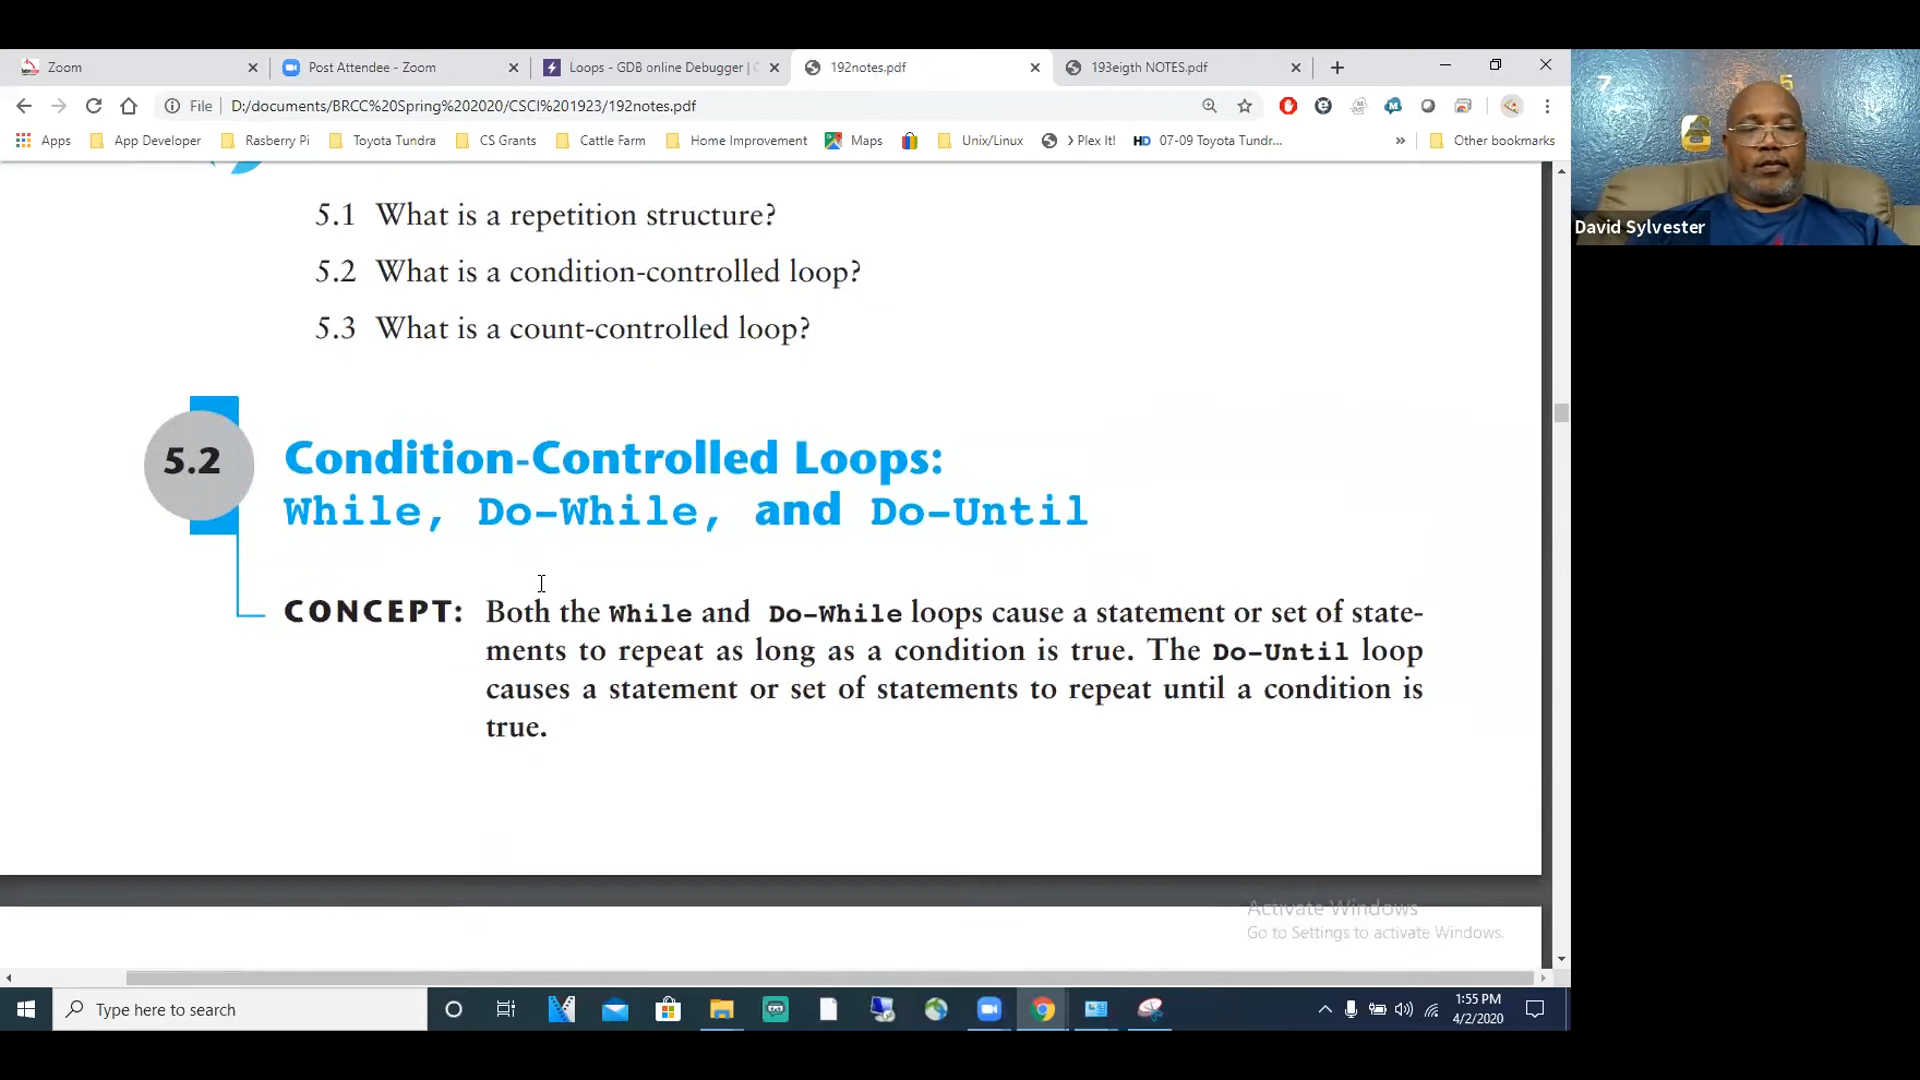 Zoom
Post Attendee - Zoom
Loops - GDB online Debugger |
192notes.pdf
193eigth NOTES.pdf
File
D:/documents/BRCC%20Spring%202020/CSCI%201923/192notes.pdf
Apps
App Developer
Rasberry Pi
Toyota Tundra
CS Grants
Cattle Farm
Home Improvement
Maps
Unix/Linux
> Plex It!
HD 07-09 Toyota Tundr...
»
Other bookmarks
David Sylvester
5.1 What is a repetition structure?
5.2 What is a condition-controlled loop?
5.3 What is a count-controlled loop?
5.2
Condition-Controlled Loops:
While, Do-While, and Do-Until
CONCEPT: Both the While and Do-While loops cause a statement or set of state-
ments to repeat as long as a condition is true. The Do-Until loop
causes a statement or set of statements to repeat until a condition is
true.
Activate Windows
Go to Settings to activate Windows.
Type here to search
1:55 PM
4/2/2020